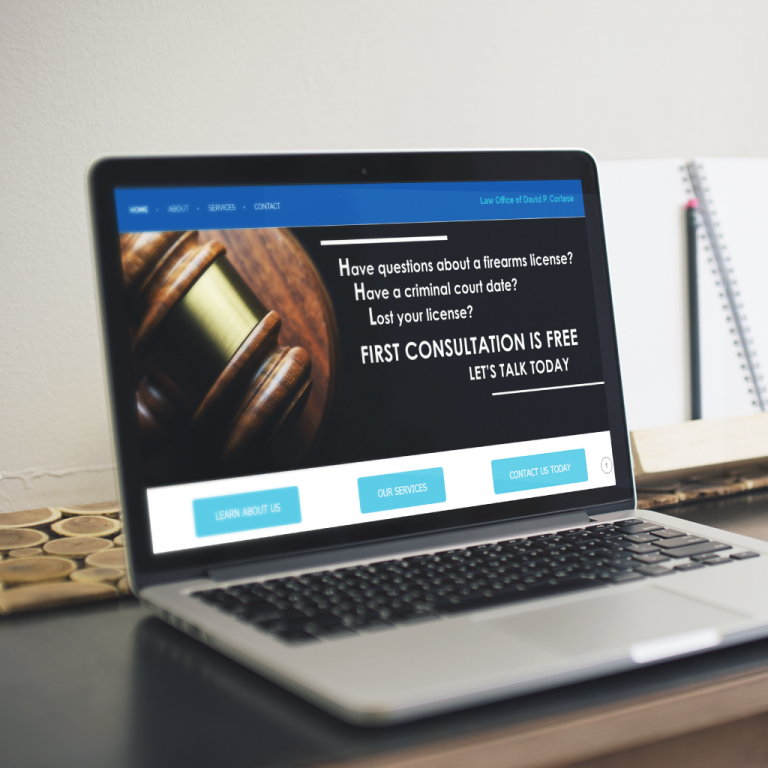 HOME - ABOUT - SERVICES - CONTACT
Law Office of David P. Cortese
Have questions about a firearms license?
Have a criminal court date?
Lost your license?
FIRST CONSULTATION IS FREE
LET'S TALK TODAY
LEARN ABOUT US
OUR SERVICES
CONTACT US TODAY